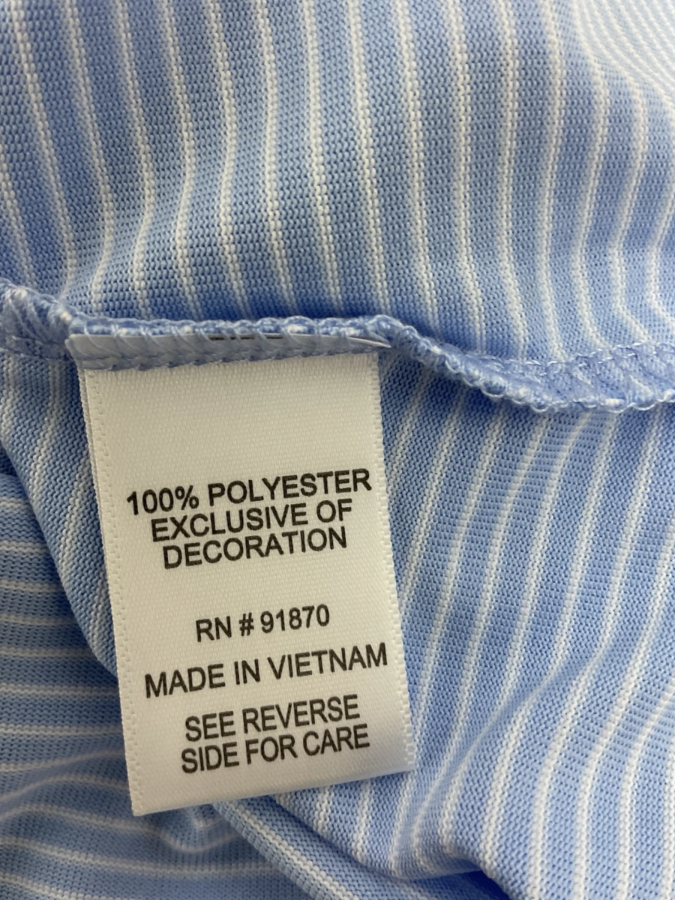 100% POLYESTER
EXCLUSIVE OF
DECORATION
RN # 91870
MADE IN VIETNAM
SEE REVERSE
SIDE FOR CARE